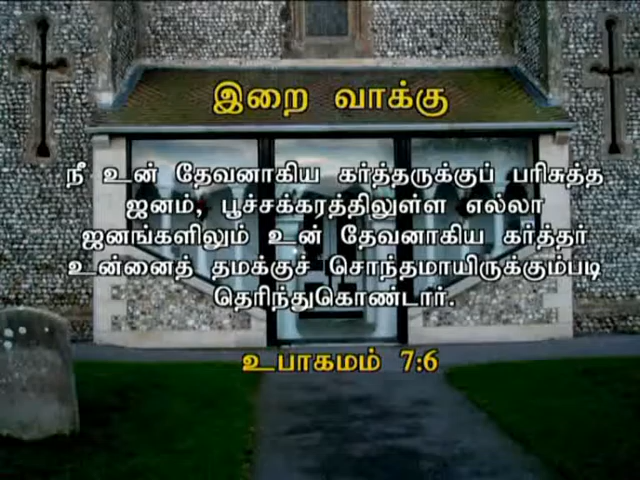 இறை வாக்கு
நீ உன் தேவனாகிய கர்த்தருக்குப் பரிசுத்த
ஜனம், பூச்சக்கரத்திலுள்ள எல்லா
ஜனங்களிலும் உன் தேவனாகிய கர்த்தர்
உன்னைத் தமக்குச் சொந்தமாயிருக்கும்படி
தெரிந்துகொண்டார்.
உபாகமம் 7:6